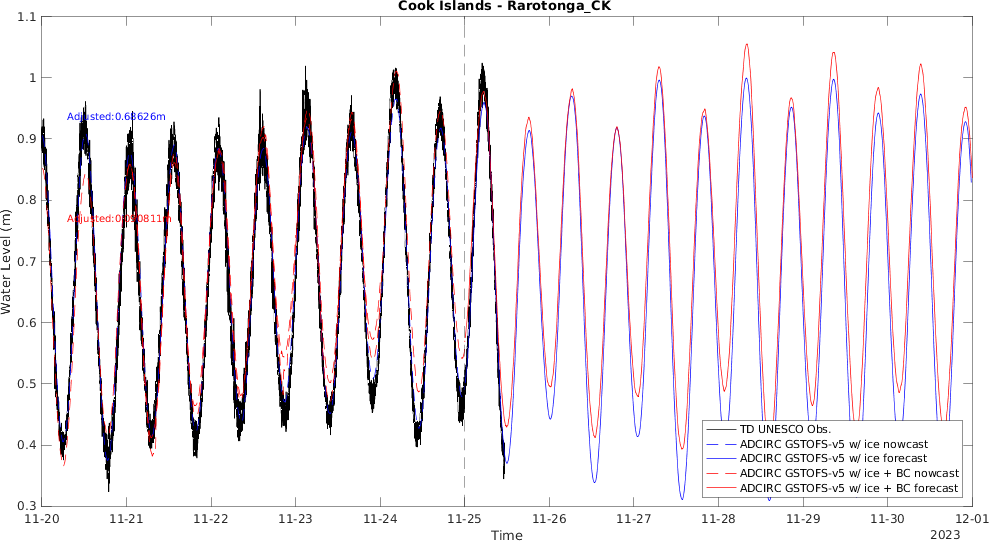 Cook Islands - Rarotonga_CK
1.1
1
0.9
0.8
0.7
0.6
0.5
0.4
0.3
Water Level (m)
Adjusted:0.68626m
TD UNESCO Obs.
ADCIRC GSTOFS-v5 w/ ice nowcast
ADCIRC GSTOFS-v5 w/ ice forecast
ADCIRC GSTOFS-v5 w/ ice + BC nowcast
ADCIRC GSTOFS-v5 w/ ice + BC forecast
11-20
11-21
11-22
11-23
11-24
11-25
11-26
11-27
11-28
11-29
11-30
12-01
Time
2023